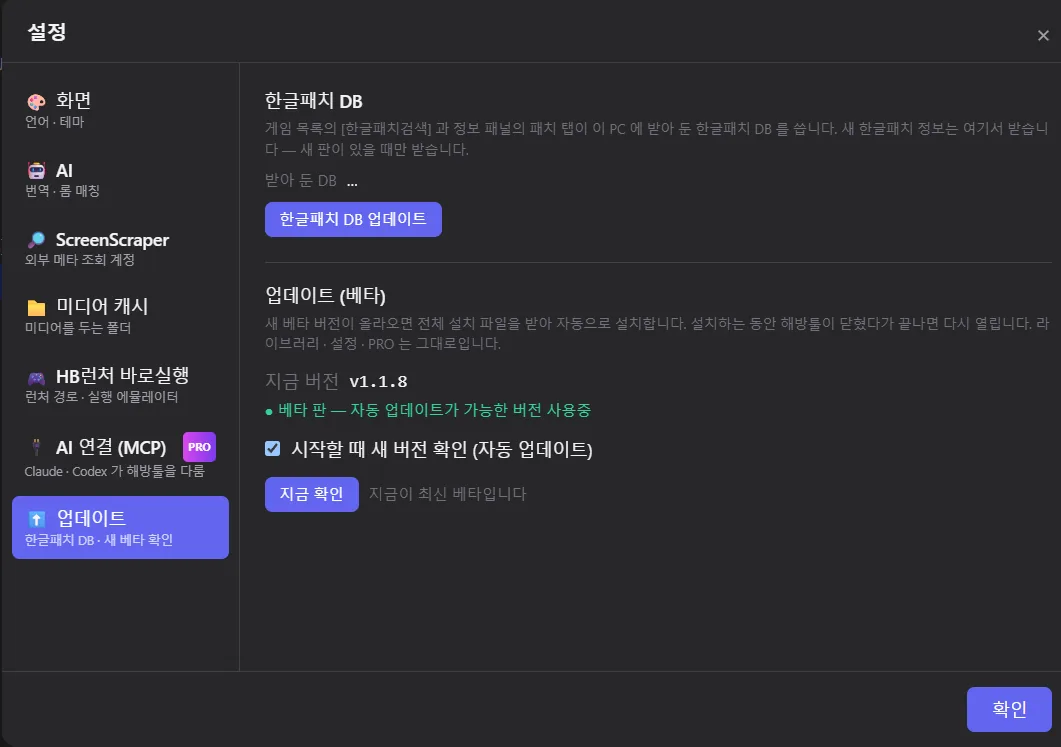 설정
화면
언어 · 테마
AI
번역 · 롬 매칭
ScreenScraper
외부 메타 조회 계정
미디어 캐시
미디어를 두는 폴더
HB런처 바로실행
런처 경로 · 실행 에뮬레이터
AI 연결 (MCP) PRO
Claude · Codex 가 해방툴을 다룸
업데이트
한글패치 DB · 새 베타 확인
한글패치 DB
게임 목록의 [한글패치검색] 과 정보 패널의 패치 탭이 이 PC 에 받아 둔 한글패치 DB 를 씁니다. 새 한글패치 정보는 여기서 받습니
다 — 새 판이 있을 때만 받습니다.
받아 둔 DB ...
한글패치 DB 업데이트
업데이트 (베타)
새 베타 버전이 올라오면 전체 설치 파일을 받아 자동으로 설치합니다. 설치하는 동안 해방툴이 닫혔다가 끝나면 다시 열립니다. 라
이브러리 · 설정 · PRO 는 그대로입니다.
지금 버전 v1.1.8
● 베타 판 — 자동 업데이트가 가능한 버전 사용중
시작할 때 새 버전 확인 (자동 업데이트)
지금 확인 지금이 최신 베타입니다
확인